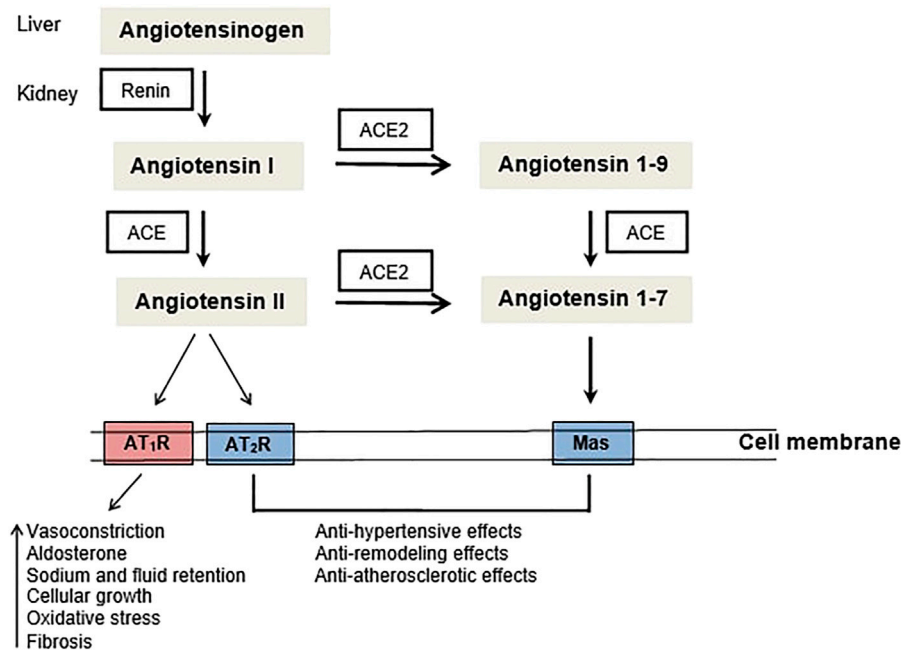 Liver
Angiotensinogen
Kidney
Renin
ACE2
Angiotensin I
Angiotensin 1-9
ACE
ACE
ACE2
Angiotensin II
Angiotensin 1-7
AT₁R
AT₂R
Mas
Cell membrane
Vasoconstriction
Aldosterone
Sodium and fluid retention
Cellular growth
Oxidative stress
Fibrosis
Anti-hypertensive effects
Anti-remodeling effects
Anti-atherosclerotic effects